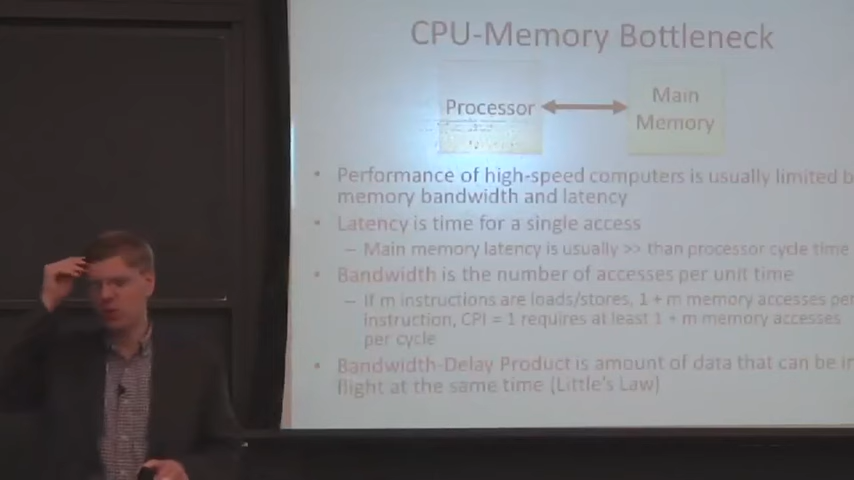 CPU-Memory Bottleneck
Processor
Main
Memory
• Performance of high-speed computers is usually limited b
memory bandwidth and latency
• Latency is time for a single access
– Main memory latency is usually >> than processor cycle time
• Bandwidth is the number of accesses per unit time
– If m instructions are loads/stores, 1 + m memory accesses per
instruction, CPI = 1 requires at least 1 + m memory accesses
per cycle
• Bandwidth-Delay Product is amount of data that can be in
flight at the same time (Little's Law)